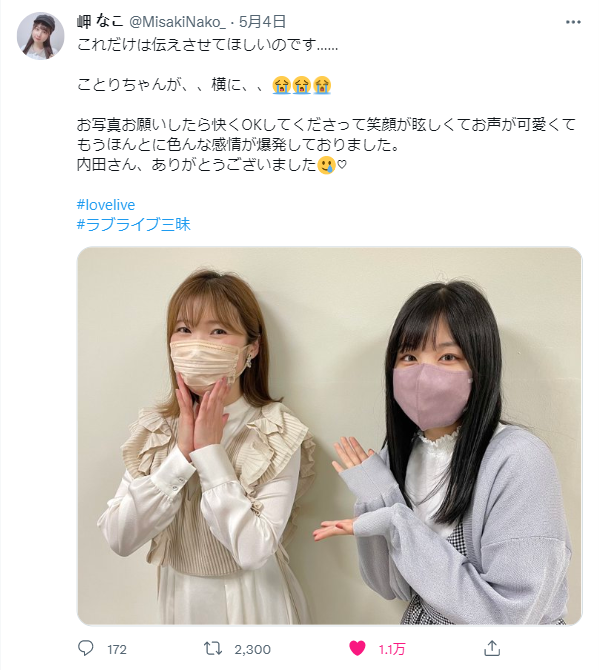 岬 なこ @MisakiNako_ · 5月4日
これだけは伝えさせてほしいのです......
ことりちゃんが、、横に、、😭😭😭
お写真お願いしたら快くOKしてくださって笑顔が眩しくてお声が可愛くて
もうほんとに色んな感情が爆発しておりました。
内田さん、ありがとうございました🥲♡
#lovelive
#ラブライブ三昧
172 2,300 1.1万